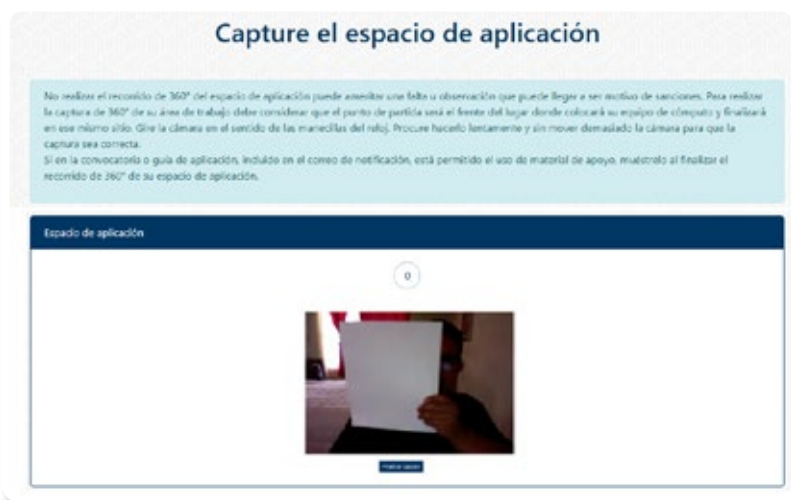 Capture el espacio de aplicación
No realizar el recorrido de 360° del espacio de aplicación puede ameritar una falta u observación que puede llegar a ser motivo de sanciones. Para realizar
la captura de 360° de su área de trabajo debe considerar que el punto de partida será el frente del lugar donde colocará su equipo de cómputo y finalizará
en ese mismo sitio. Gire la cámara en el sentido de las manecillas del reloj. Procure hacerlo lentamente y sin mover demasiado la cámara para que la
captura sea correcta.
Si en la convocatoria o guía de aplicación, incluido en el correo de notificación, está permitido el uso de material de apoyo, muéstrelo al finalizar el
recorrido de 360° de su espacio de aplicación.
Espacio de aplicación
0